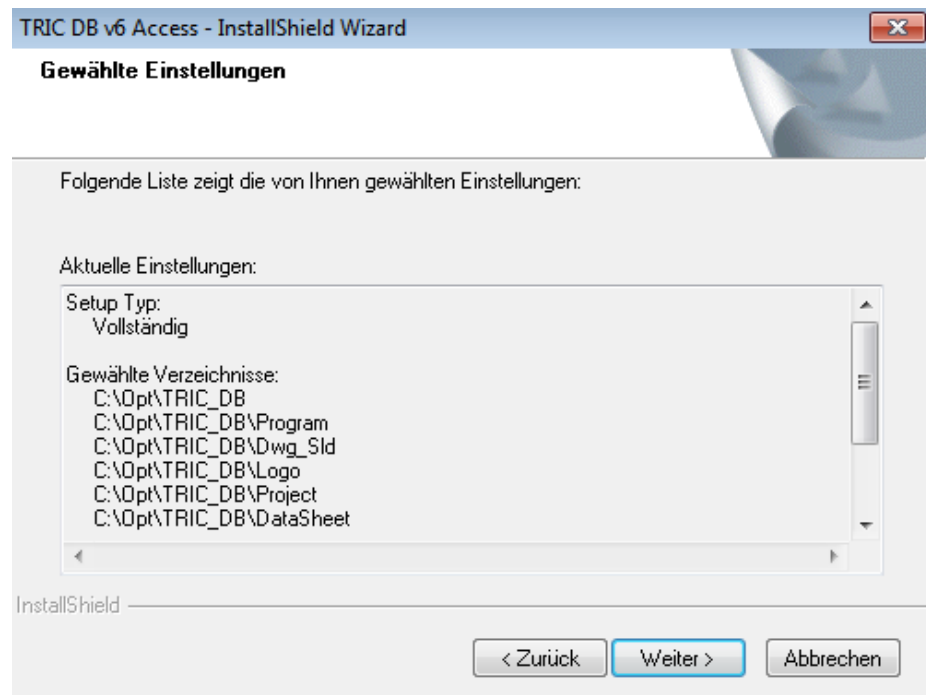 TRIC DB v6 Access - InstallShield Wizard
Gewählte Einstellungen
Folgende Liste zeigt die von Ihnen gewählten Einstellungen:
Aktuelle Einstellungen:
Setup Typ:
Vollständig
Gewählte Verzeichnisse:
C:\Opt\TRIC_DB
C:\Opt\TRIC_DB\Program
C:\Opt\TRIC_DB\Dwg_Sld
C:\Opt\TRIC_DB\Logo
C:\Opt\TRIC_DB\Project
C:\Opt\TRIC_DB\DataSheet
InstallShield
< Zurück Weiter > Abbrechen